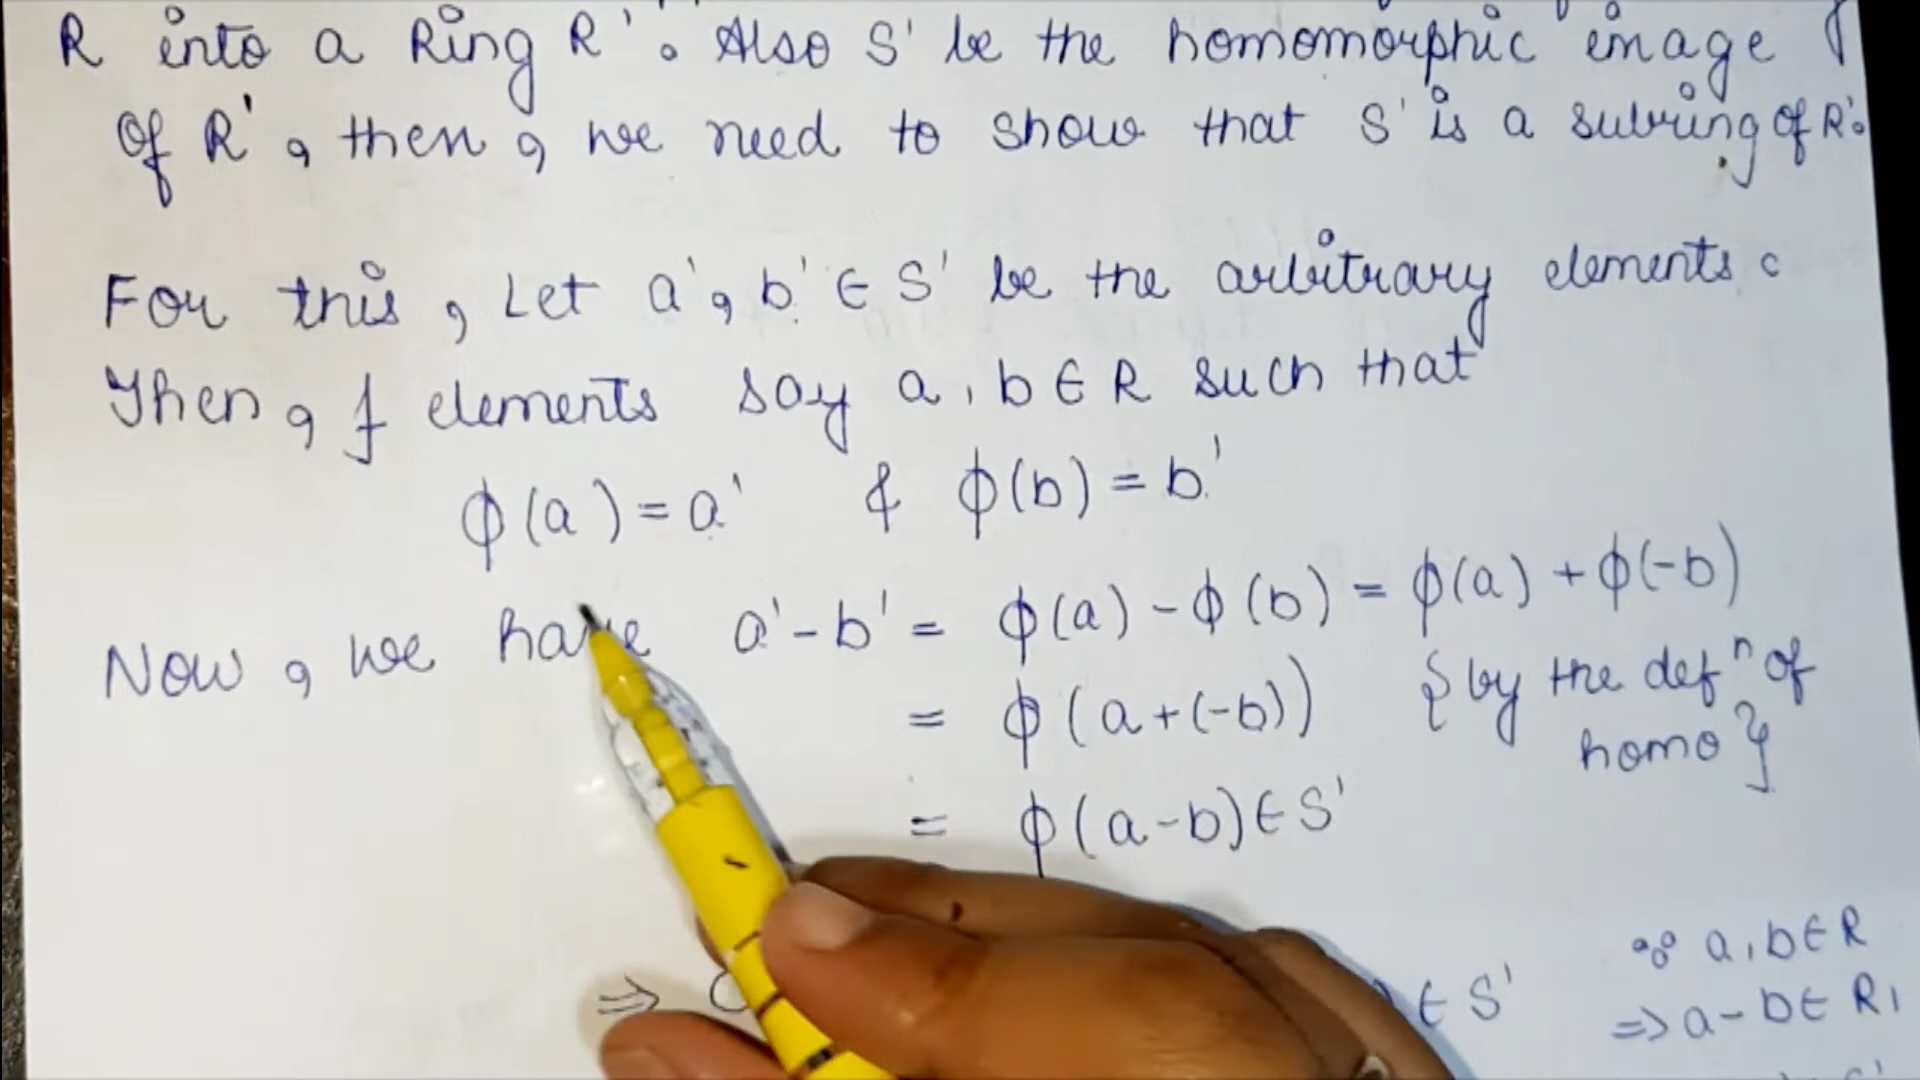 R into a Ring R'. Also S' be the homomorphic image
Of R', then, we need to show that S' is a subring of R'.
For this, Let a', b' ∈ S' be the arbitrary elements.
Then, ∃ elements say a, b ∈ R such that
ϕ(a) = a' & ϕ(b) = b'
Now, we have a' - b' = ϕ(a) - ϕ(b) = ϕ(a) + ϕ(-b)
= ϕ(a + (-b)) {by the defn of
homo}
= ϕ(a - b) ∈ S'
∵ a, b ∈ R
⇒ ∈ S' ⇒ a - b ∈ R,